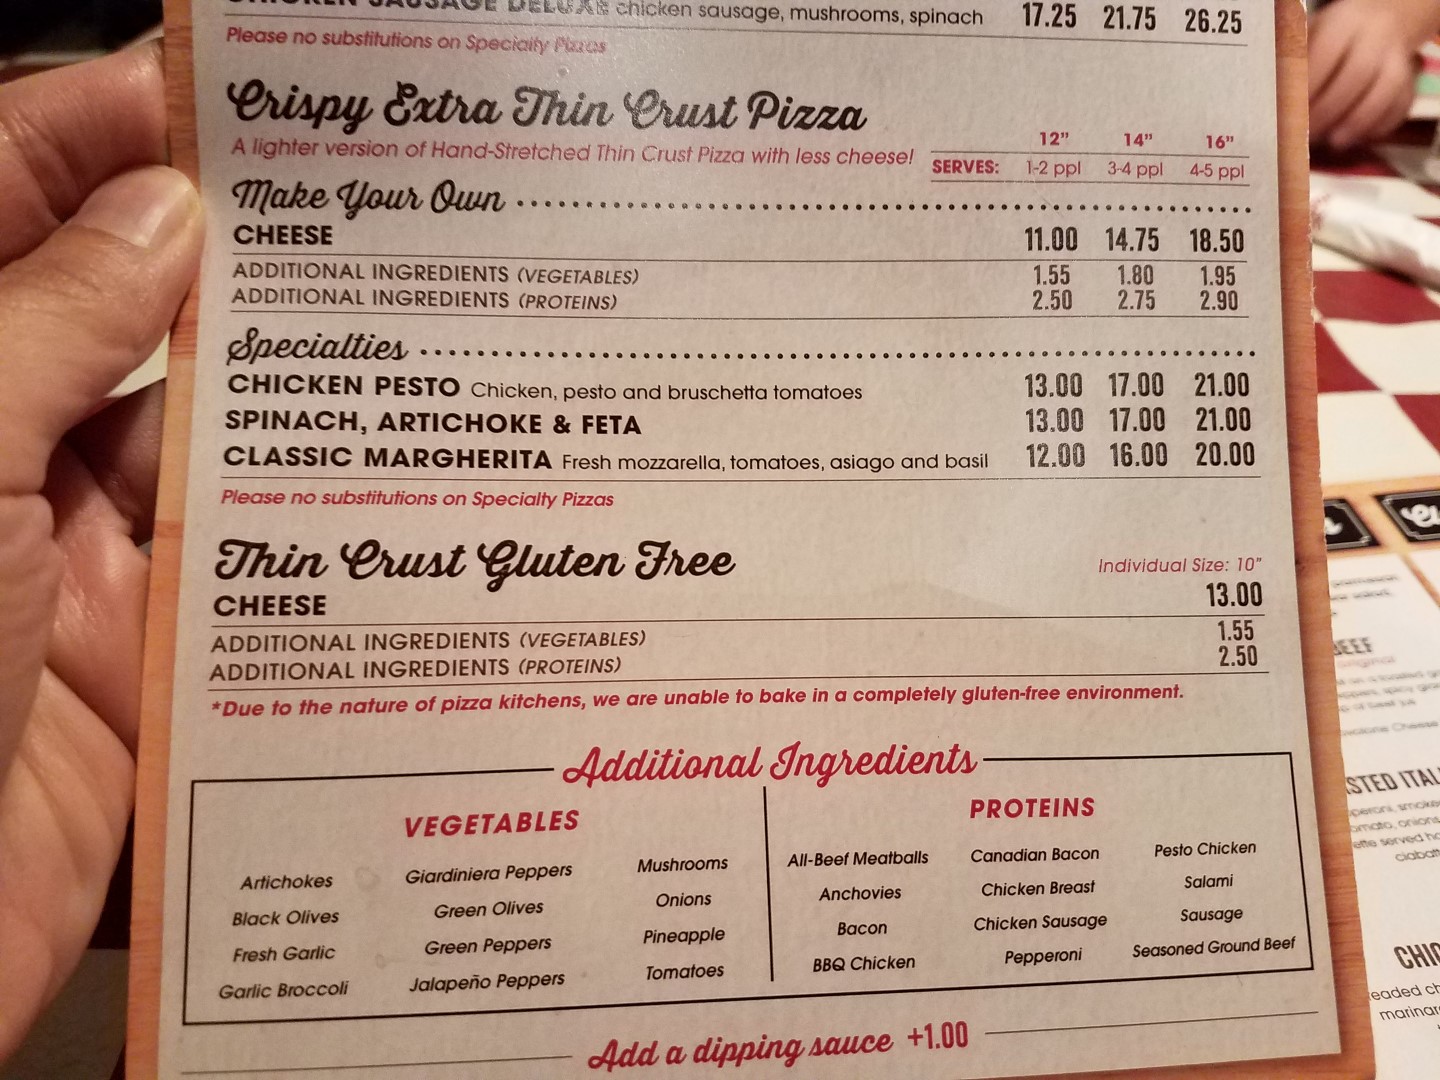 CHICKEN SAUSAGE DELUXE chicken sausage, mushrooms, spinach 17.25 21.75 26.25
Please no substitutions on Specialty Pizzas
Crispy Extra Thin Crust Pizza
A lighter version of Hand-Stretched Thin Crust Pizza with less cheese!
12" 14" 16"
SERVES: 1-2 ppl 3-4 ppl 4-5 ppl
Make Your Own
CHEESE 11.00 14.75 18.50
ADDITIONAL INGREDIENTS (VEGETABLES) 1.55 1.80 1.95
ADDITIONAL INGREDIENTS (PROTEINS) 2.50 2.75 2.90
Specialties
CHICKEN PESTO Chicken, pesto and bruschetta tomatoes 13.00 17.00 21.00
SPINACH, ARTICHOKE & FETA 13.00 17.00 21.00
CLASSIC MARGHERITA Fresh mozzarella, tomatoes, asiago and basil 12.00 16.00 20.00
Please no substitutions on Specialty Pizzas
Thin Crust Gluten Free
Individual Size: 10"
CHEESE 13.00
ADDITIONAL INGREDIENTS (VEGETABLES) 1.55
ADDITIONAL INGREDIENTS (PROTEINS) 2.50
*Due to the nature of pizza kitchens, we are unable to bake in a completely gluten-free environment.
Additional Ingredients
VEGETABLES
Artichokes Giardiniera Peppers Mushrooms
Black Olives Green Olives Onions
Fresh Garlic Green Peppers Pineapple
Garlic Broccoli Jalapeño Peppers Tomatoes
PROTEINS
All-Beef Meatballs Canadian Bacon Pesto Chicken
Anchovies Chicken Breast Salami
Bacon Chicken Sausage Sausage
BBQ Chicken Pepperoni Seasoned Ground Beef
Add a dipping sauce +1.00